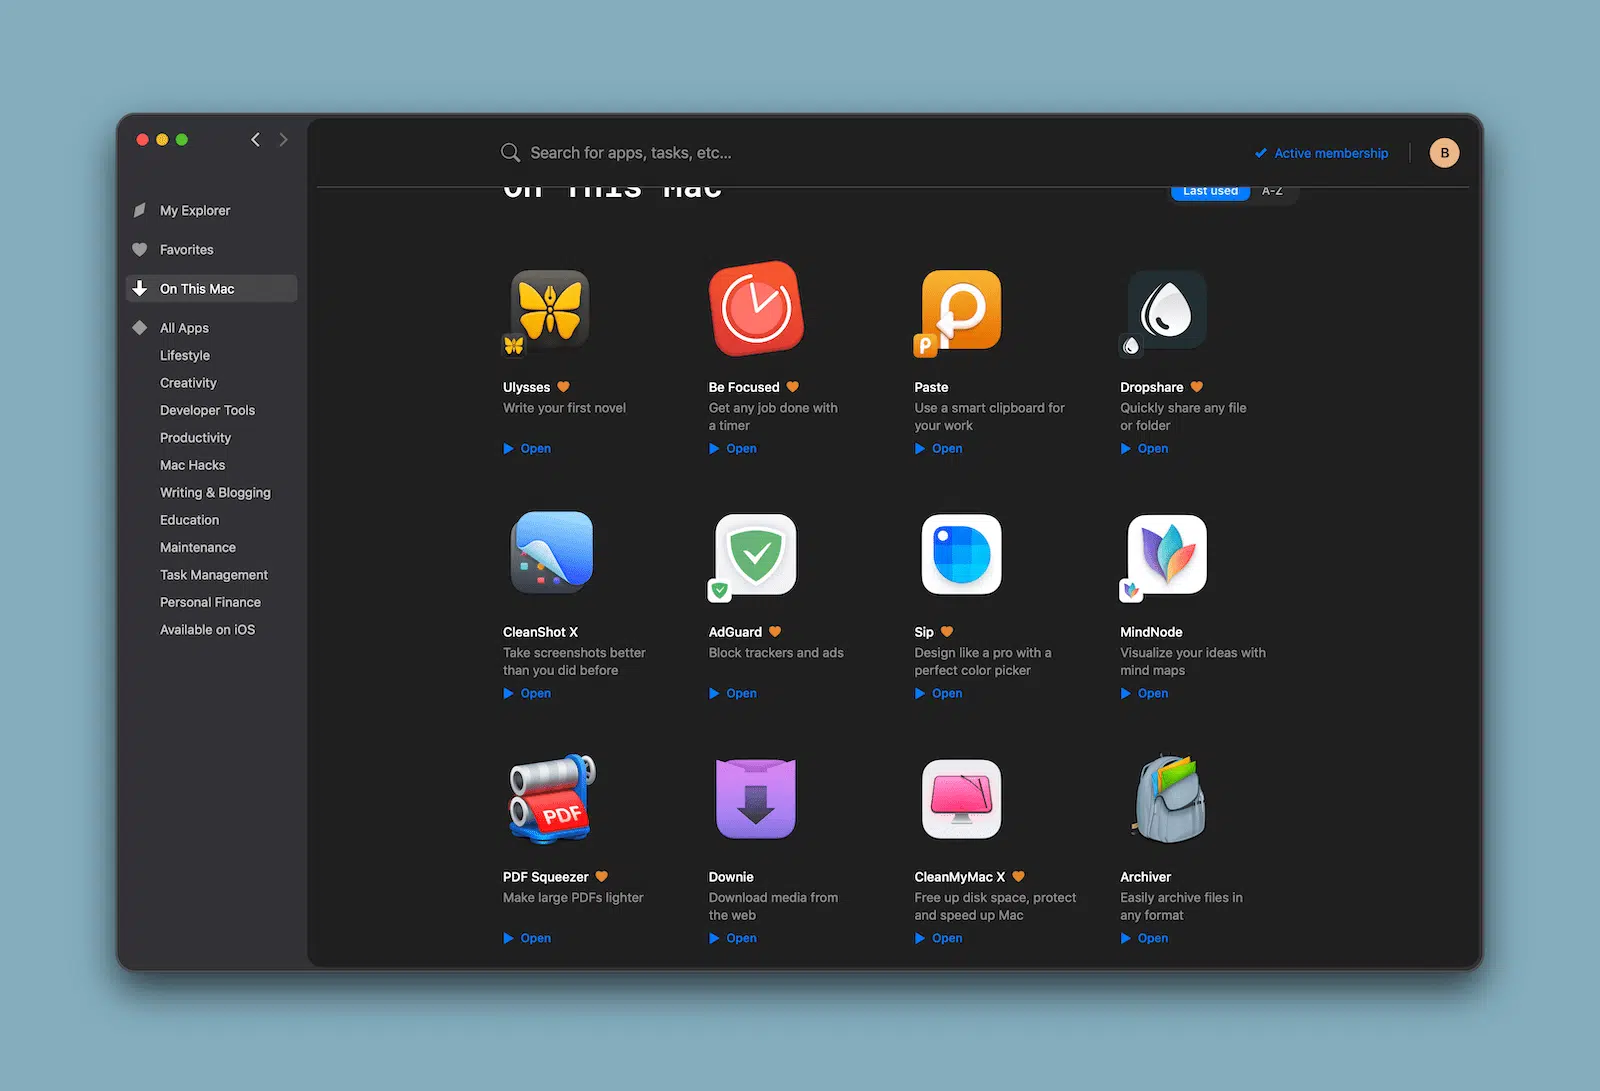 Search for apps, tasks, etc...
Active membership
B
On This Mac
Last used
A-Z
My Explorer
Favorites
On This Mac
All Apps
Lifestyle
Creativity
Developer Tools
Productivity
Mac Hacks
Writing & Blogging
Education
Maintenance
Task Management
Personal Finance
Available on iOS
Ulysses
Write your first novel
Open
Be Focused
Get any job done with
a timer
Open
Paste
Use a smart clipboard for
your work
Open
Dropshare
Quickly share any file
or folder
Open
CleanShot X
Take screenshots better
than you did before
Open
AdGuard
Block trackers and ads
Open
Sip
Design like a pro with a
perfect color picker
Open
MindNode
Visualize your ideas with
mind maps
Open
PDF
PDF Squeezer
Make large PDFs lighter
Open
Downie
Download media from
the web
Open
CleanMyMac X
Free up disk space, protect
and speed up Mac
Open
Archiver
Easily archive files in
any format
Open